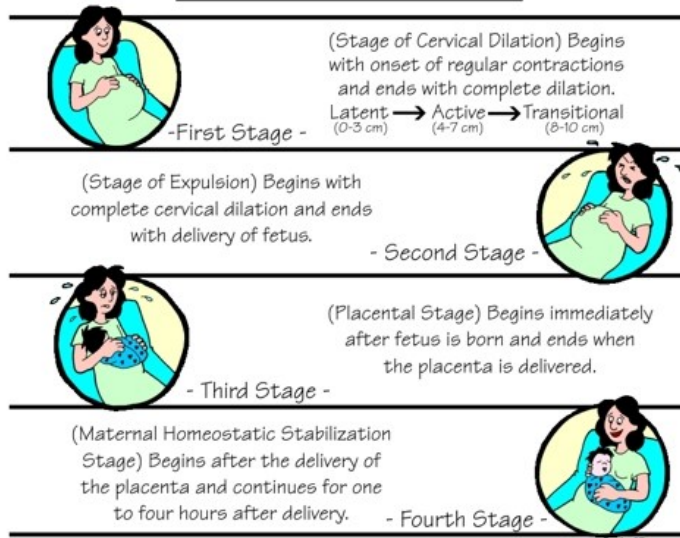 (Stage of Cervical Dilation) Begins
with onset of regular contractions
and ends with complete dilation.
Latent → Active → Transitional
(0-3 cm) (4-7 cm) (8-10 cm)
-First Stage -
(Stage of Expulsion) Begins with
complete cervical dilation and ends
with delivery of fetus.
- Second Stage -
(Placental Stage) Begins immediately
after fetus is born and ends when
the placenta is delivered.
- Third Stage -
(Maternal Homeostatic Stabilization
Stage) Begins after the delivery of
the placenta and continues for one
to four hours after delivery.
- Fourth Stage -